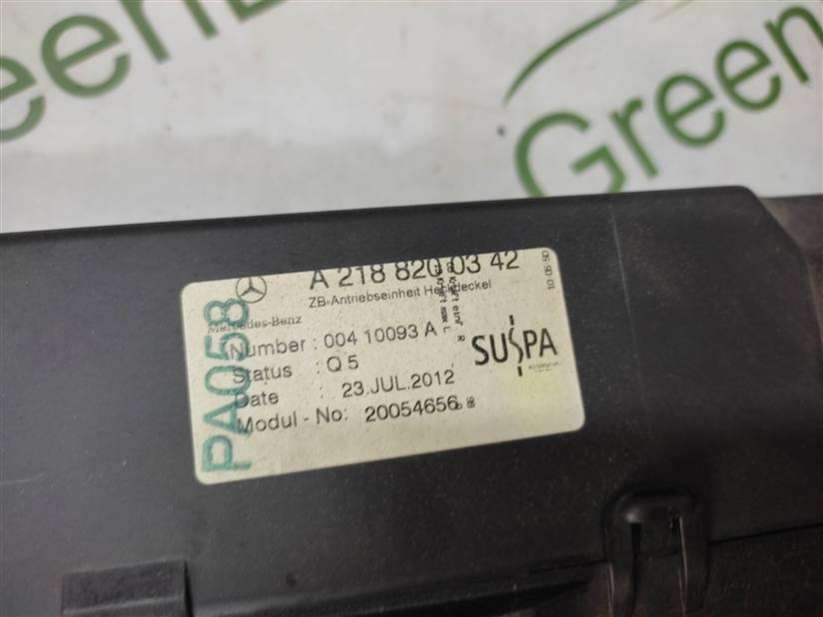 Green
A 218 820 03 42
ZB-Antriebseinheit Heckdeckel
Mercedes-Benz
Number : 004 10093 A
Status : Q 5
Date : 23.JUL.2012
Modul - No: 20054656
SUSPA
PA058